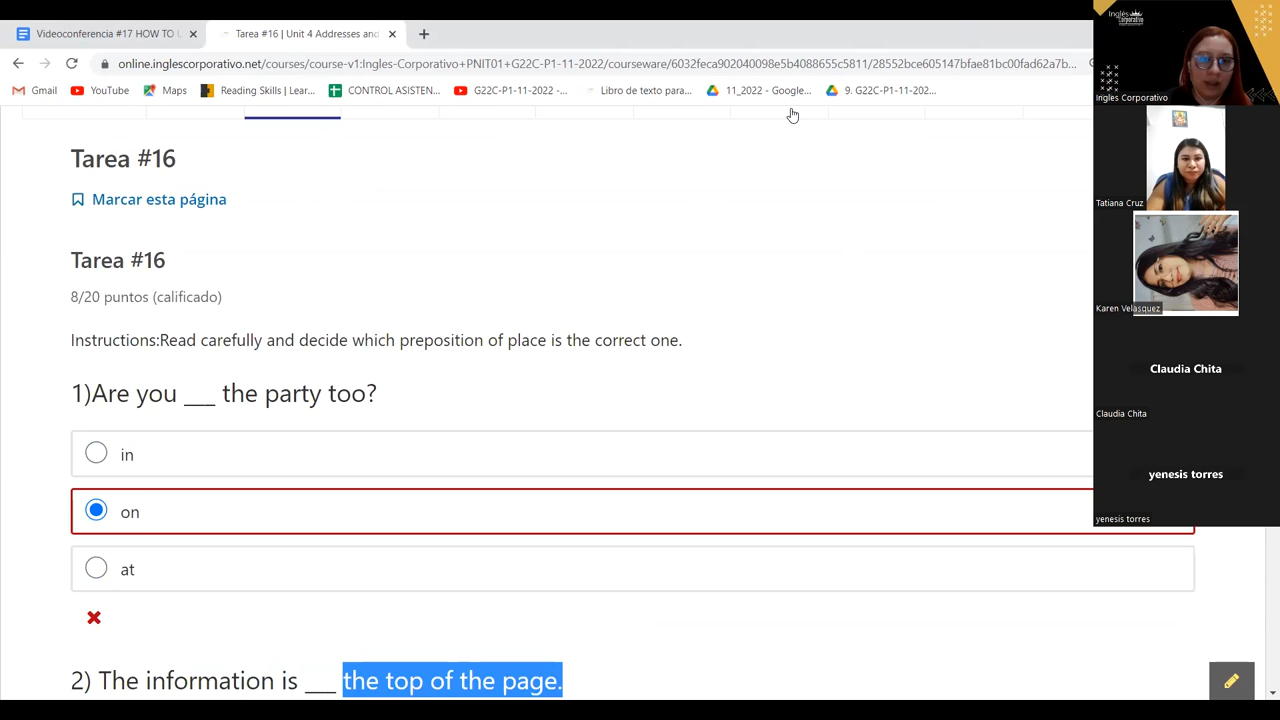 Videoconferencia #17 HOW TO U
Tarea #16 | Unit 4 Addresses and
online.inglescorporativo.net/courses/course-v1:Ingles-Corporativo+PNIT01+G22C-P1-11-2022/courseware/6032feca902040098e5b4088655c5811/28552bce605147bfae81bc00fad62a7b...
Gmail YouTube Maps Reading Skills | Lear... CONTROL ASISTEN... G22C-P1-11-2022 -... Libro de texto para... 11_2022 - Google... 9. G22C-P1-11-202...
Tarea #16
Marcar esta página
Tarea #16
8/20 puntos (calificado)
Instructions:Read carefully and decide which preposition of place is the correct one.
1)Are you ___ the party too?
in
on
at
2) The information is ___ the top of the page.
Inglés
Corporativo
Ingles Corporativo
Tatiana Cruz
Karen Velasquez
Claudia Chita
Claudia Chita
yenesis torres
yenesis torres